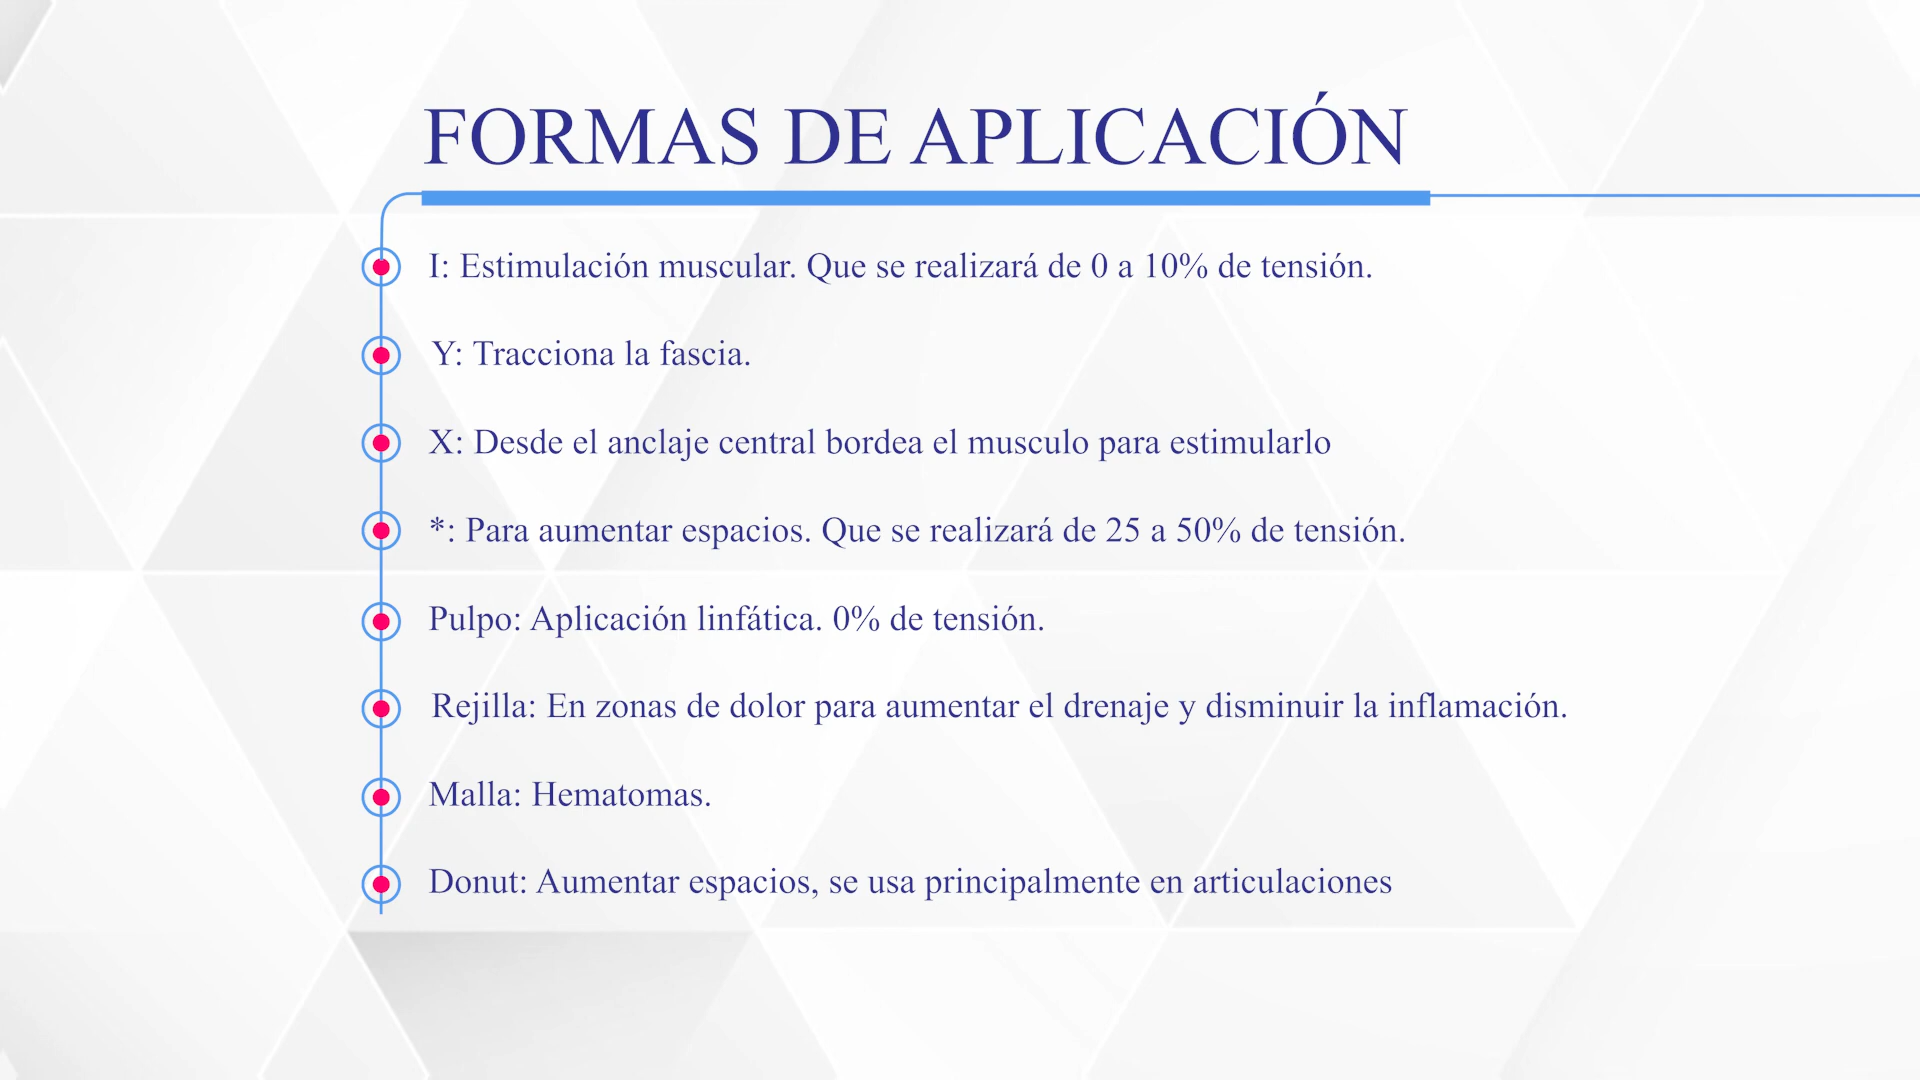 FORMAS DE APLICACIÓN
I: Estimulación muscular. Que se realizará de 0 a 10% de tensión.
Y: Tracciona la fascia.
X: Desde el anclaje central bordea el musculo para estimularlo
*: Para aumentar espacios. Que se realizará de 25 a 50% de tensión.
Pulpo: Aplicación linfática. 0% de tensión.
Rejilla: En zonas de dolor para aumentar el drenaje y disminuir la inflamación.
Malla: Hematomas.
Donut: Aumentar espacios, se usa principalmente en articulaciones